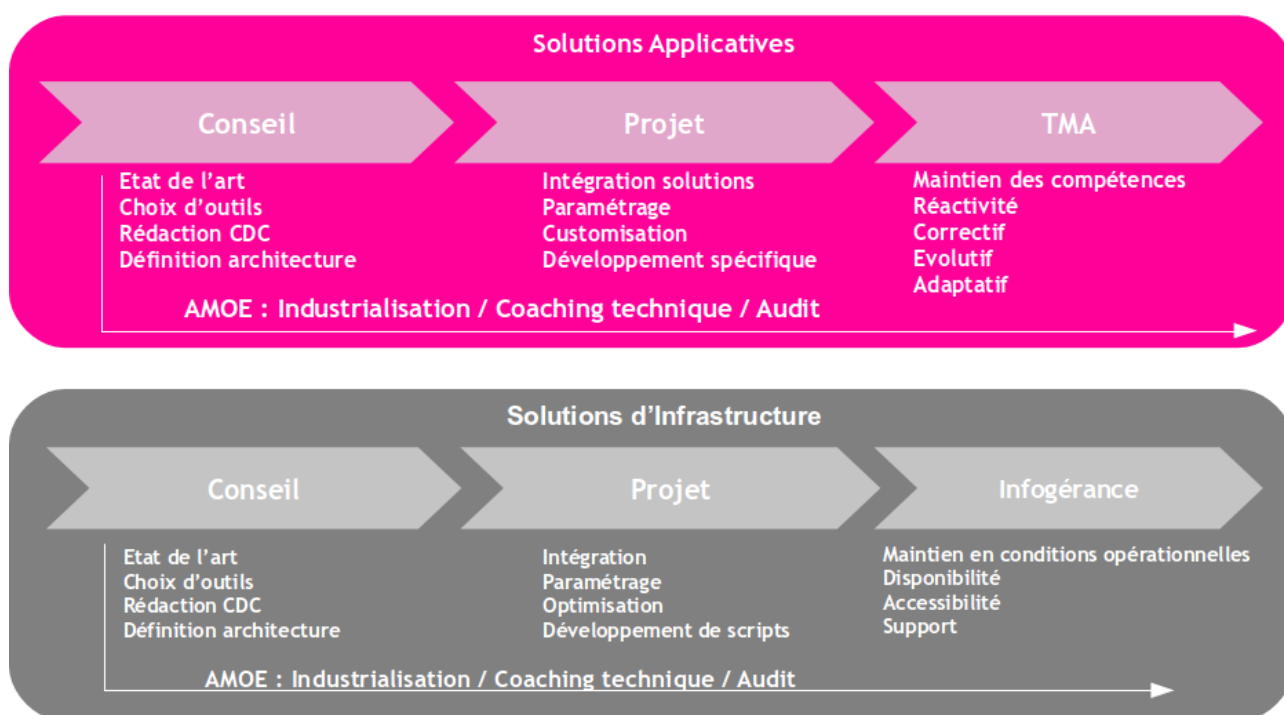 Solutions Applicatives
Conseil
Projet
TMA
Etat de l’art
Choix d’outils
Rédaction CDC
Définition architecture
Intégration solutions
Paramétrage
Customisation
Développement spécifique
Maintien des compétences
Réactivité
Correctif
Evolutif
Adaptatif
AMOE : Industrialisation / Coaching technique / Audit
Solutions d’Infrastructure
Conseil
Projet
Infogérance
Etat de l’art
Choix d’outils
Rédaction CDC
Définition architecture
Intégration
Paramétrage
Optimisation
Développement de scripts
Maintien en conditions opérationnelles
Disponibilité
Accessibilité
Support
AMOE : Industrialisation / Coaching technique / Audit